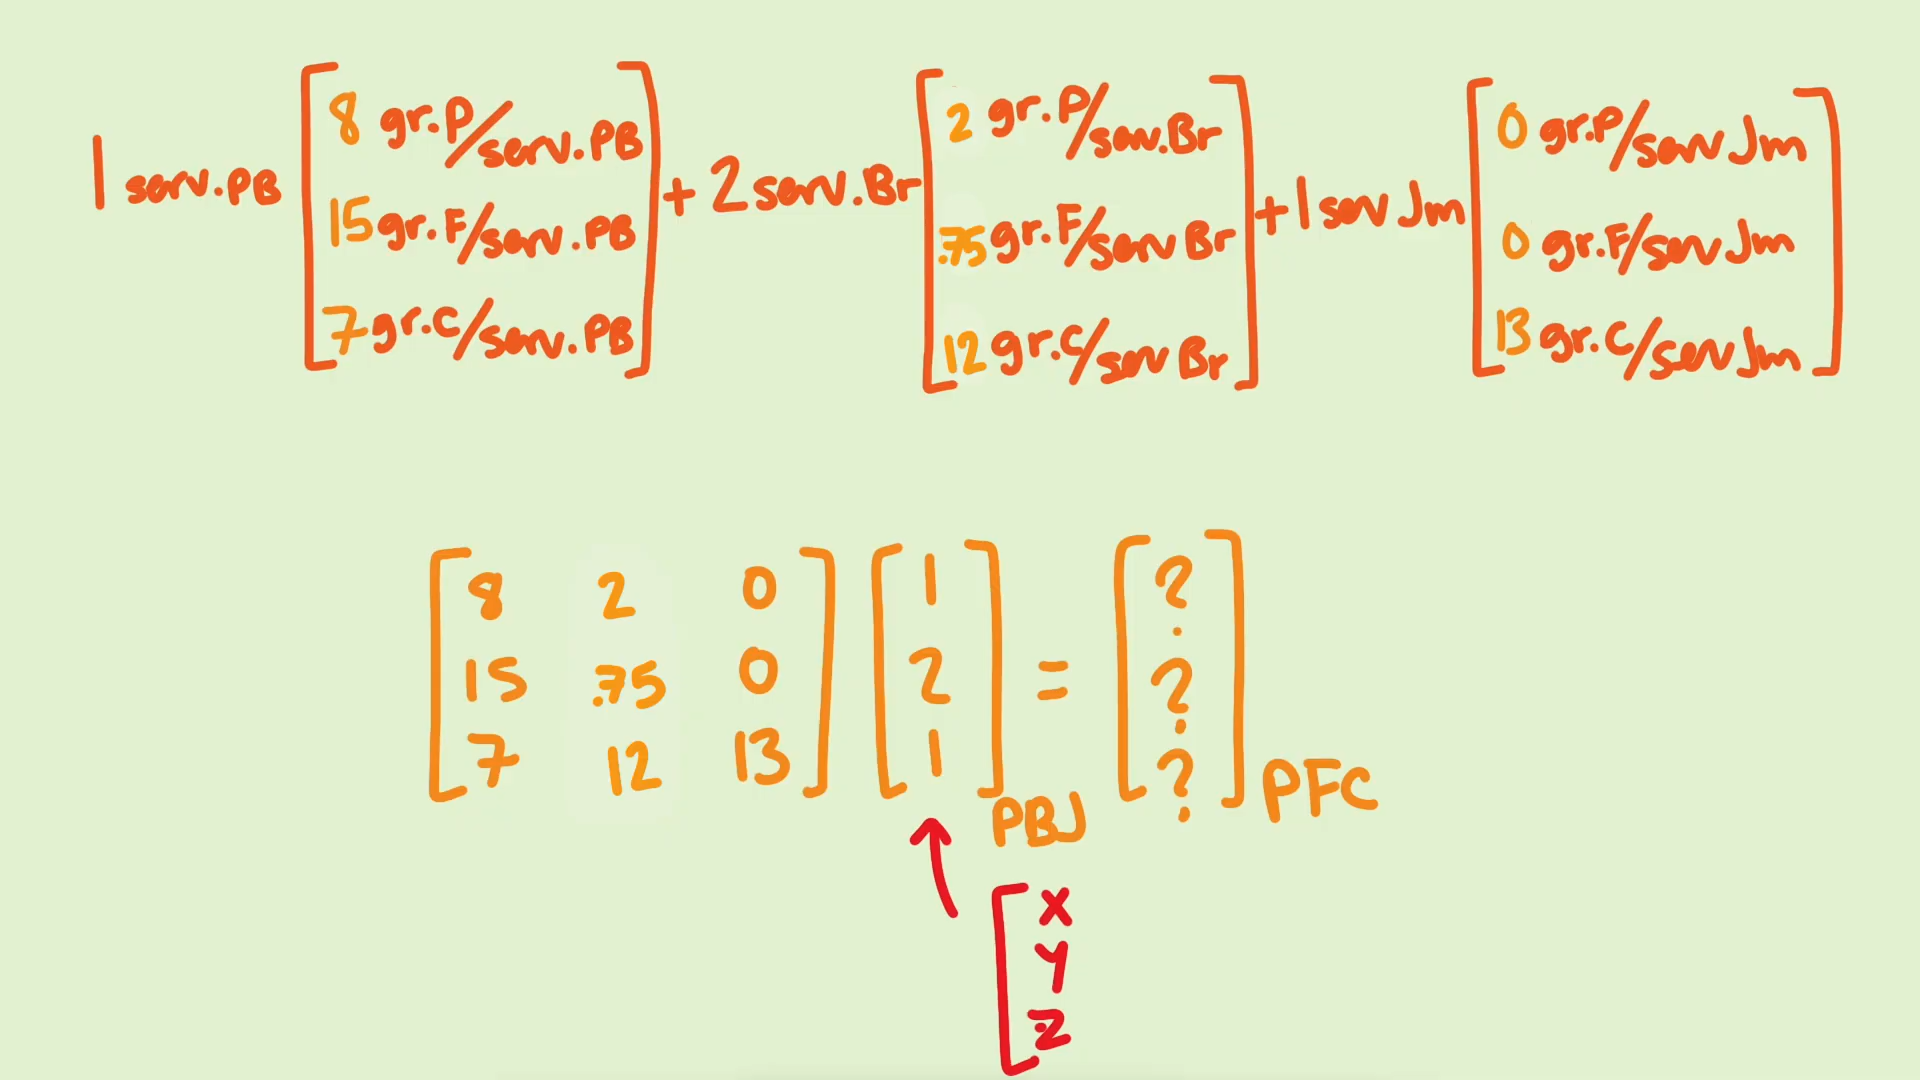 1 serv.PB [8 gr.P/serv.PB 15 gr.F/serv.PB 7 gr.C/serv.PB] + 2 serv.Br [2 gr.P/serv.Br .75 gr.F/serv Br 12 gr.C/serv Br] + 1 serv Jm [0 gr.P/serv Jm 0 gr.F/serv Jm 13 gr.C/serv Jm]
[8 2 0] [1] = [?]
[15 .75 0] [2] [?]
[7 12 13] [1] [?]
PBJ PFC
[x
y
z